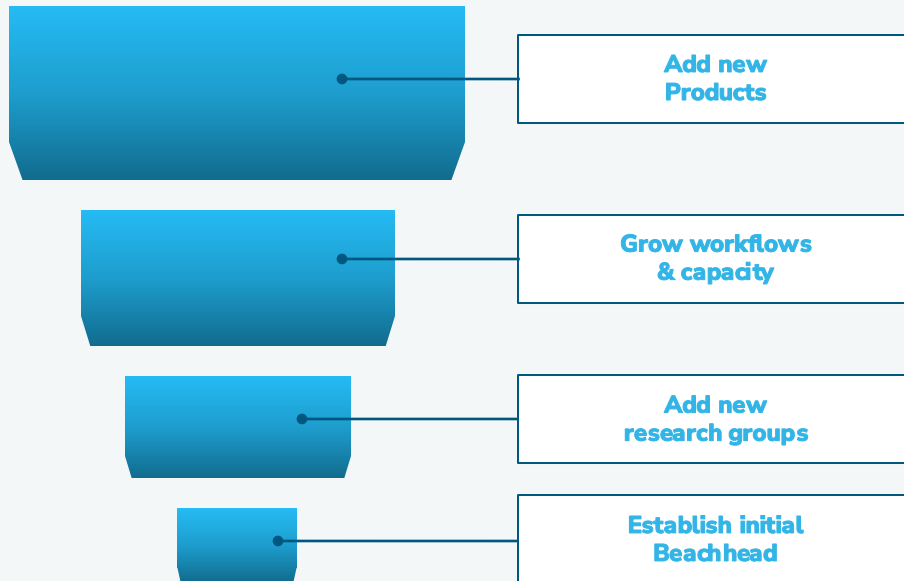 Add new
Products
Grow workflows
& capacity
Add new
research groups
Establish initial
Beachhead